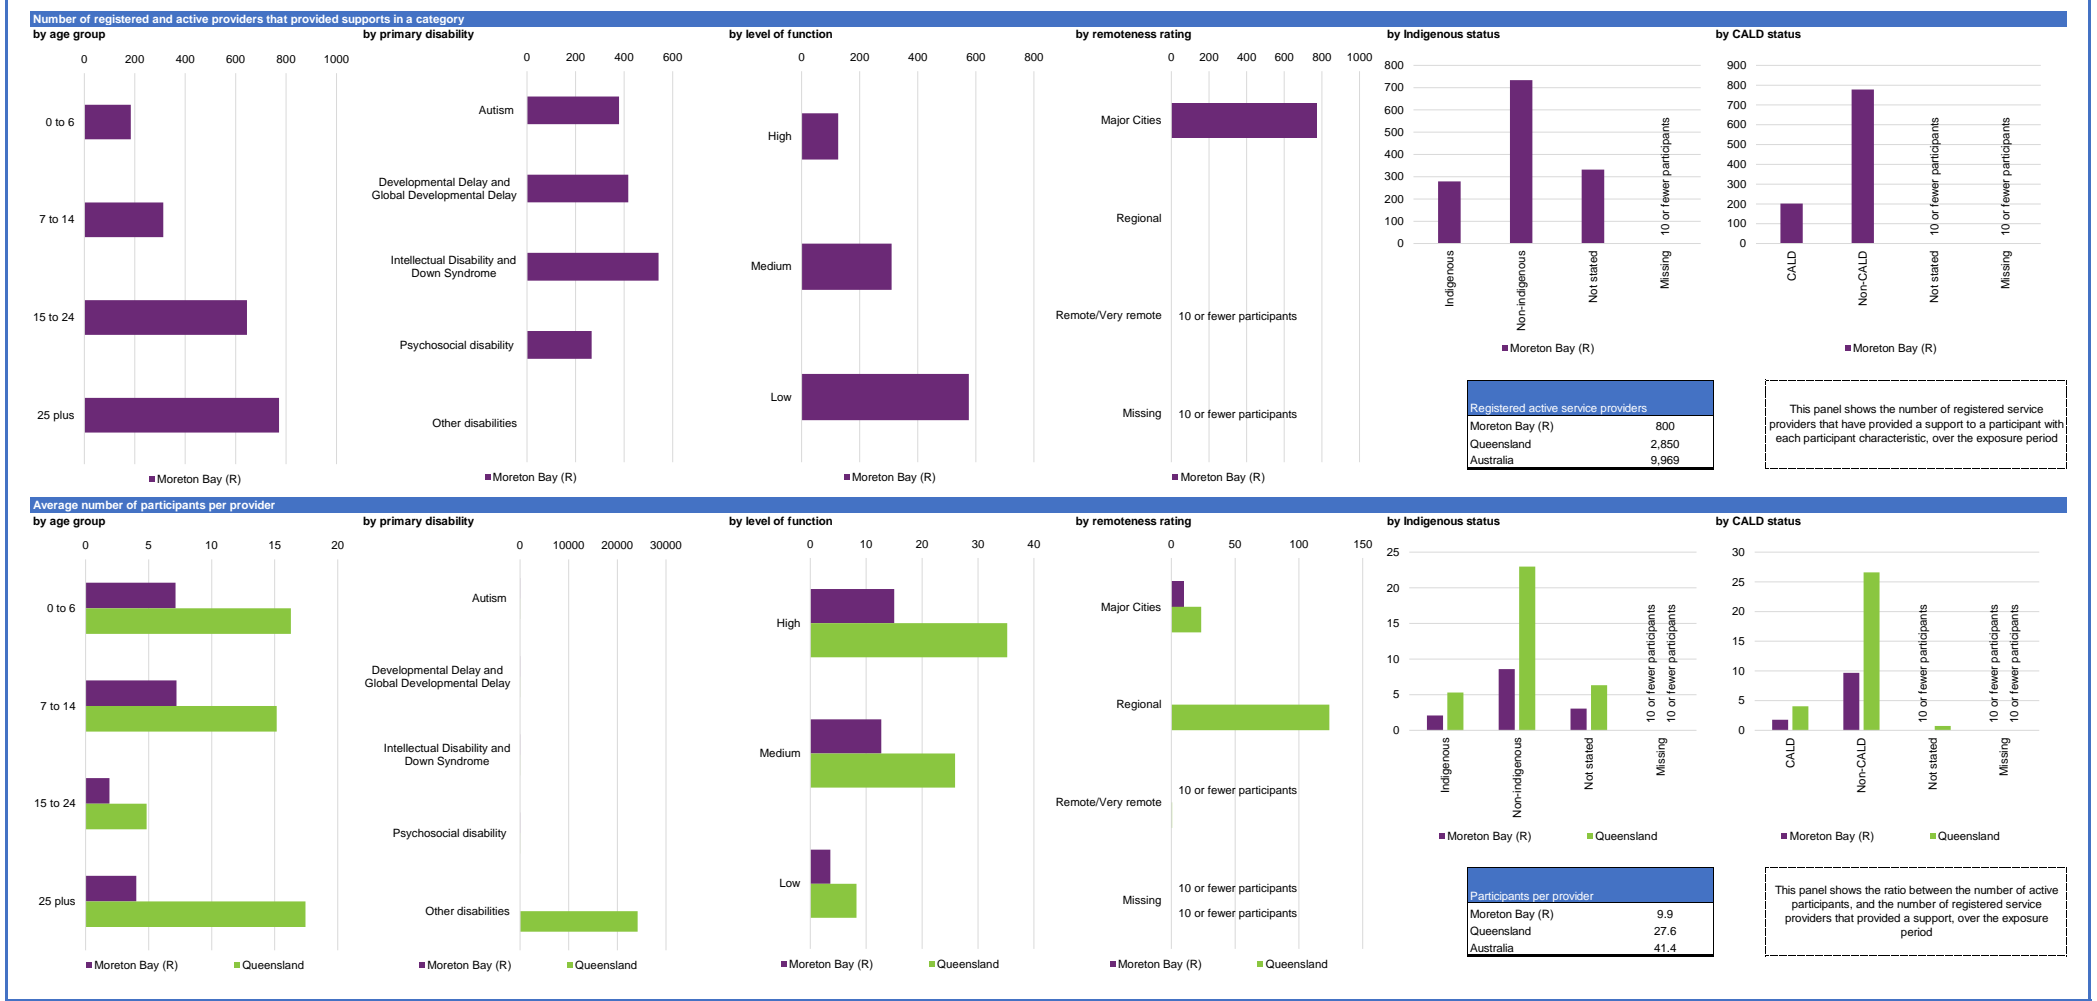 Number of registered and active providers that provided supports in a category
by age group
0 200 400 600 800 1000
0 to 6
7 to 14
15 to 24
25 plus
Moreton Bay (R)
by primary disability
0 200 400 600
Autism
Developmental Delay and
Global Developmental Delay
Intellectual Disability and
Down Syndrome
Psychosocial disability
Other disabilities
Moreton Bay (R)
by level of function
0 200 400 600 800
High
Medium
Low
Moreton Bay (R)
by remoteness rating
0 200 400 600 800 1000
Major Cities
Regional
Remote/Very remote
10 or fewer participants
Missing
10 or fewer participants
Moreton Bay (R)
by Indigenous status
800
700
600
500
400
300
200
100
0
10 or fewer participants
Indigenous
Non-indigenous
Not stated
Missing
Moreton Bay (R)
by CALD status
900
800
700
600
500
400
300
200
100
0
10 or fewer participants
10 or fewer participants
CALD
Non-CALD
Not stated
Missing
Moreton Bay (R)
Registered active service providers
Moreton Bay (R) 800
Queensland 2,850
Australia 9,969
This panel shows the number of registered service
providers that have provided a support to a participant with
each participant characteristic, over the exposure period
Average number of participants per provider
by age group
0 5 10 15 20
0 to 6
7 to 14
15 to 24
25 plus
Moreton Bay (R) Queensland
by primary disability
0 10000 20000 30000
Autism
Developmental Delay and
Global Developmental Delay
Intellectual Disability and
Down Syndrome
Psychosocial disability
Other disabilities
Moreton Bay (R) Queensland
by level of function
0 10 20 30 40
High
Medium
Low
Moreton Bay (R) Queensland
by remoteness rating
0 50 100 150
Major Cities
Regional
10 or fewer participants
Remote/Very remote
10 or fewer participants
Missing
10 or fewer participants
Moreton Bay (R) Queensland
by Indigenous status
25
20
15
10
5
0
10 or fewer participants
10 or fewer participants
Indigenous
Non-indigenous
Not stated
Missing
Moreton Bay (R) Queensland
by CALD status
30
25
20
15
10
5
0
10 or fewer participants
10 or fewer participants
10 or fewer participants
CALD
Non-CALD
Not stated
Missing
Moreton Bay (R) Queensland
Participants per provider
Moreton Bay (R) 9.9
Queensland 27.6
Australia 41.4
This panel shows the ratio between the number of active
participants, and the number of registered service
providers that provided a support, over the exposure
period